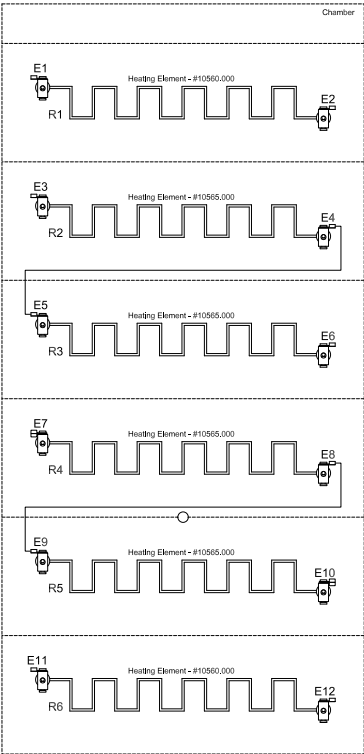 Chamber
E1
Heating Element - #10560.000
E2
R1
E3
Heating Element - #10565.000
E4
R2
E5
Heating Element - #10565.000
E6
R3
E7
Heating Element - #10565.000
E8
R4
E9
Heating Element - #10565.000
E10
R5
E11
Heating Element - #10560.000
E12
R6